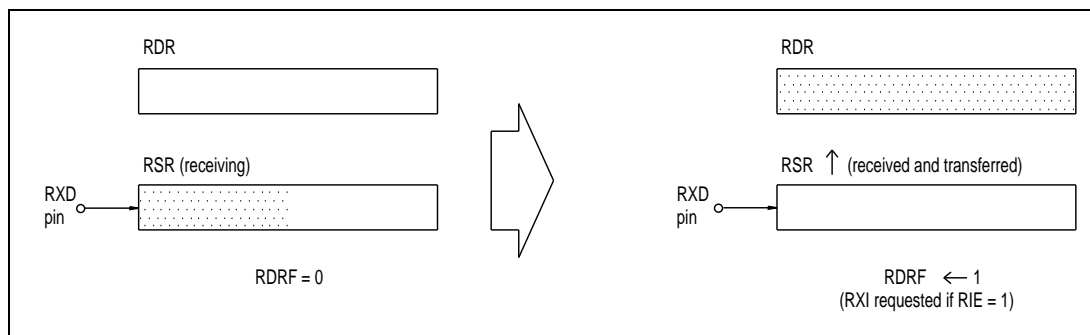 RDR
RSR (receiving)
RXD
pin
RDRF = 0
RDR
RSR ↑ (received and transferred)
RXD
pin
RDRF ← 1
(RXI requested if RIE = 1)